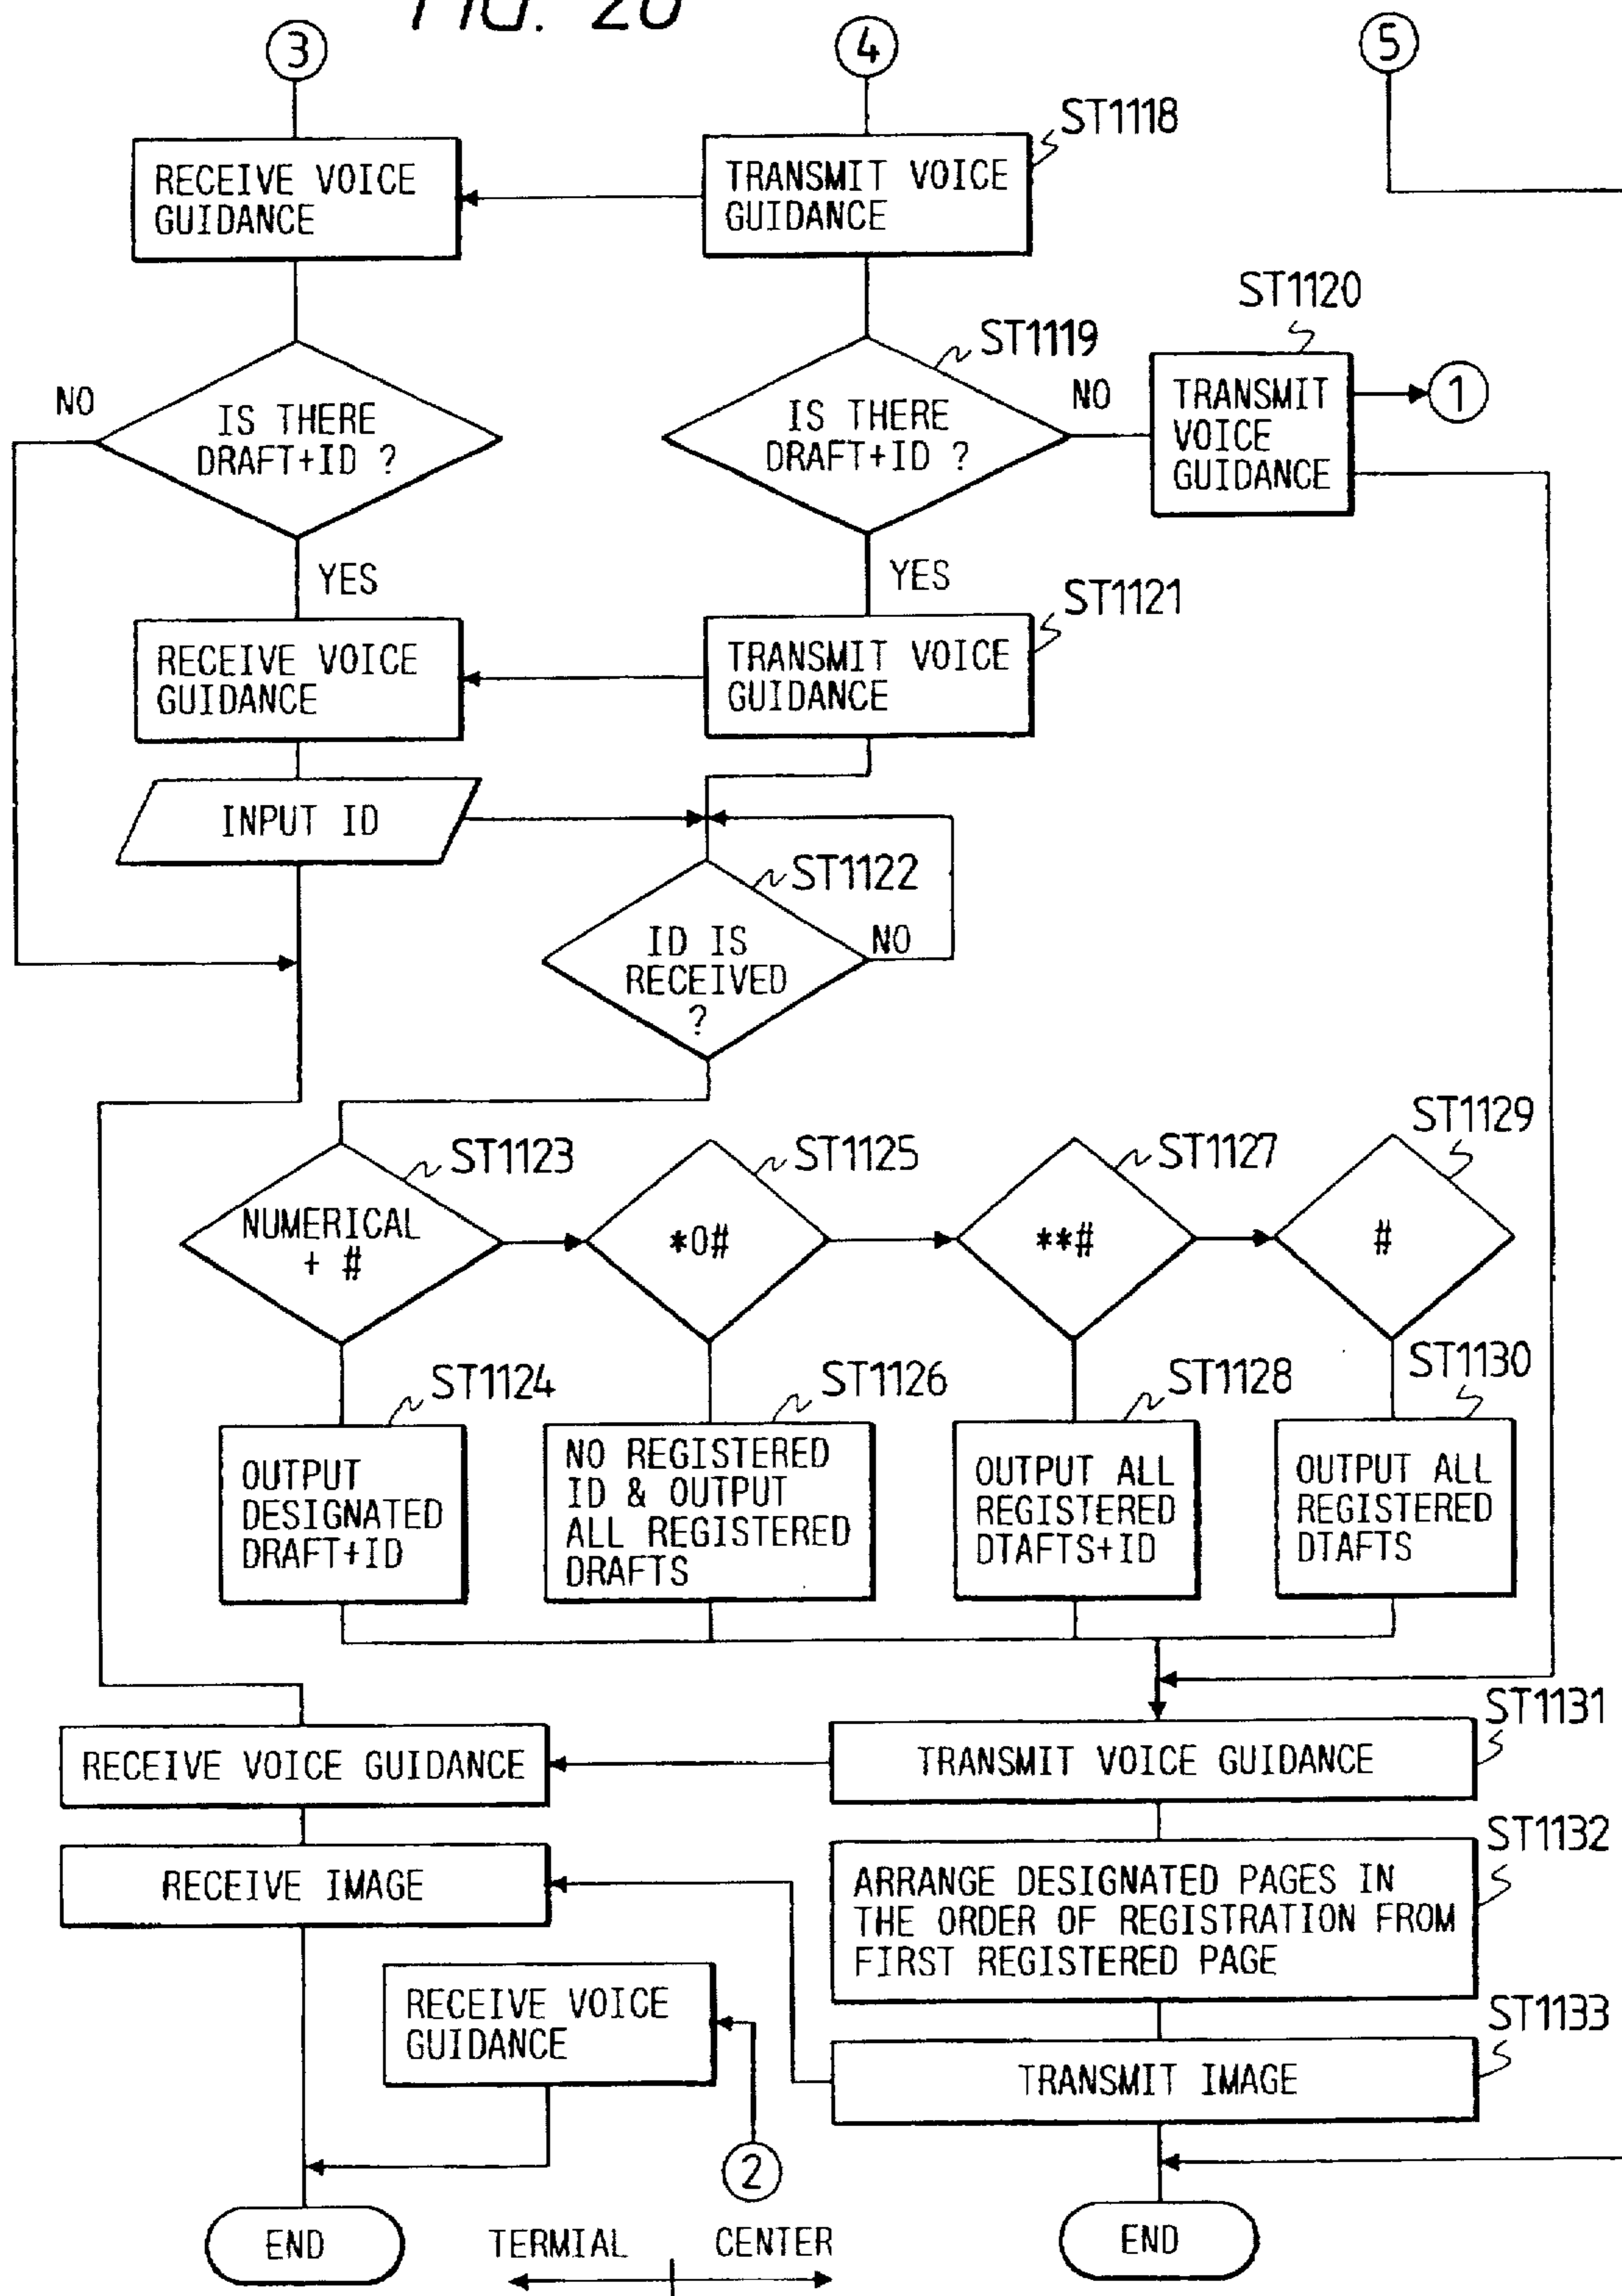 FIG. 20
3
4
5
ST1118
RECEIVE VOICE
GUIDANCE
TRANSMIT VOICE
GUIDANCE
ST1120
ST1119
NO
IS THERE
DRAFT+ID ?
IS THERE
DRAFT+ID ?
NO
TRANSMIT
VOICE
GUIDANCE
1
YES
YES
ST1121
RECEIVE VOICE
GUIDANCE
TRANSMIT VOICE
GUIDANCE
INPUT ID
ST1122
ID IS
RECEIVED
?
NO
ST1123
ST1125
ST1127
ST1129
NUMERICAL
+ #
*0#
**#
#
ST1124
ST1126
ST1128
ST1130
OUTPUT
DESIGNATED
DRAFT+ID
NO REGISTERED
ID & OUTPUT
ALL REGISTERED
DRAFTS
OUTPUT ALL
REGISTERED
DTAFTS+ID
OUTPUT ALL
REGISTERED
DTAFTS
ST1131
RECEIVE VOICE GUIDANCE
TRANSMIT VOICE GUIDANCE
ST1132
RECEIVE IMAGE
ARRANGE DESIGNATED PAGES IN
THE ORDER OF REGISTRATION FROM
FIRST REGISTERED PAGE
RECEIVE VOICE
GUIDANCE
ST1133
TRANSMIT IMAGE
2
END
TERMIAL
CENTER
END